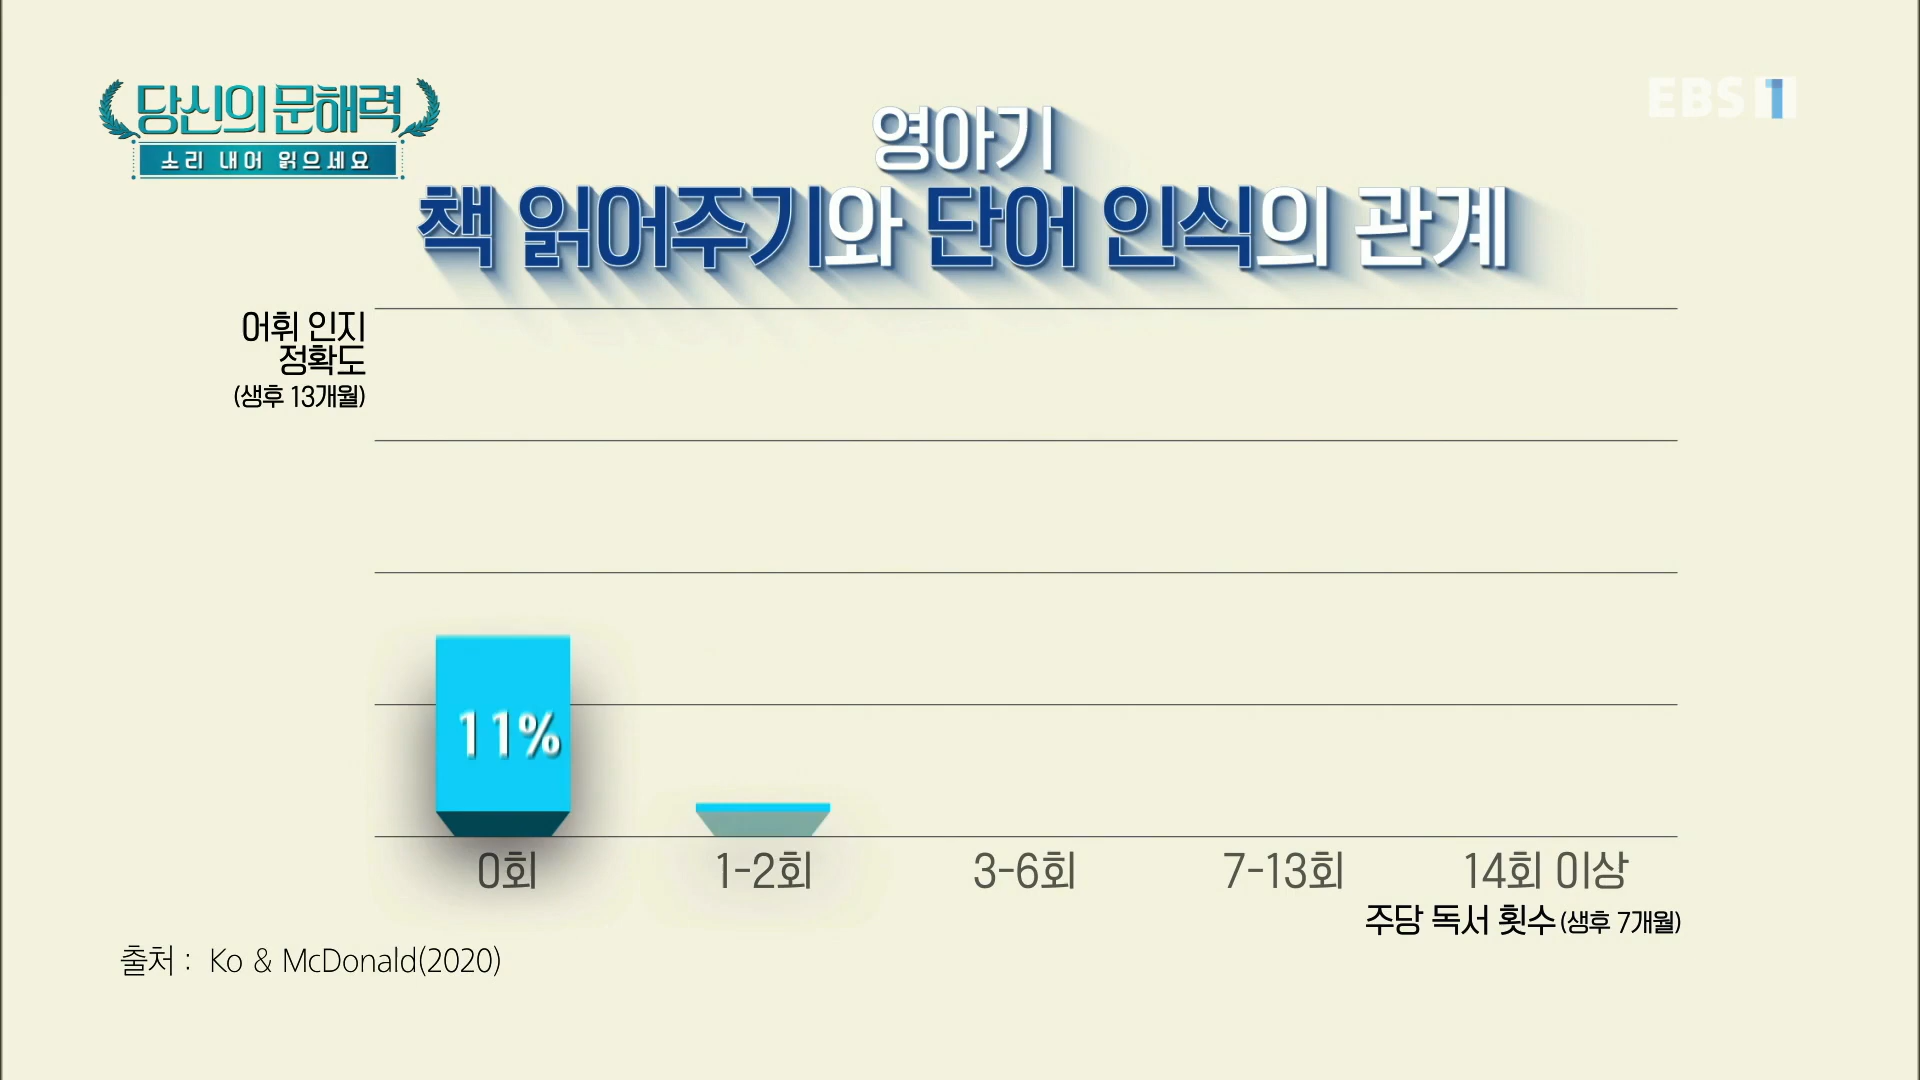 당신의 문해력
소리 내어 읽으세요
EBS 1
영아기
책 읽어주기와 단어 인식의 관계
어휘 인지
정확도
(생후 13개월)
11%
0회
1-2회
3-6회
7-13회
14회 이상
주당 독서 횟수 (생후 7개월)
출처 : Ko & McDonald(2020)